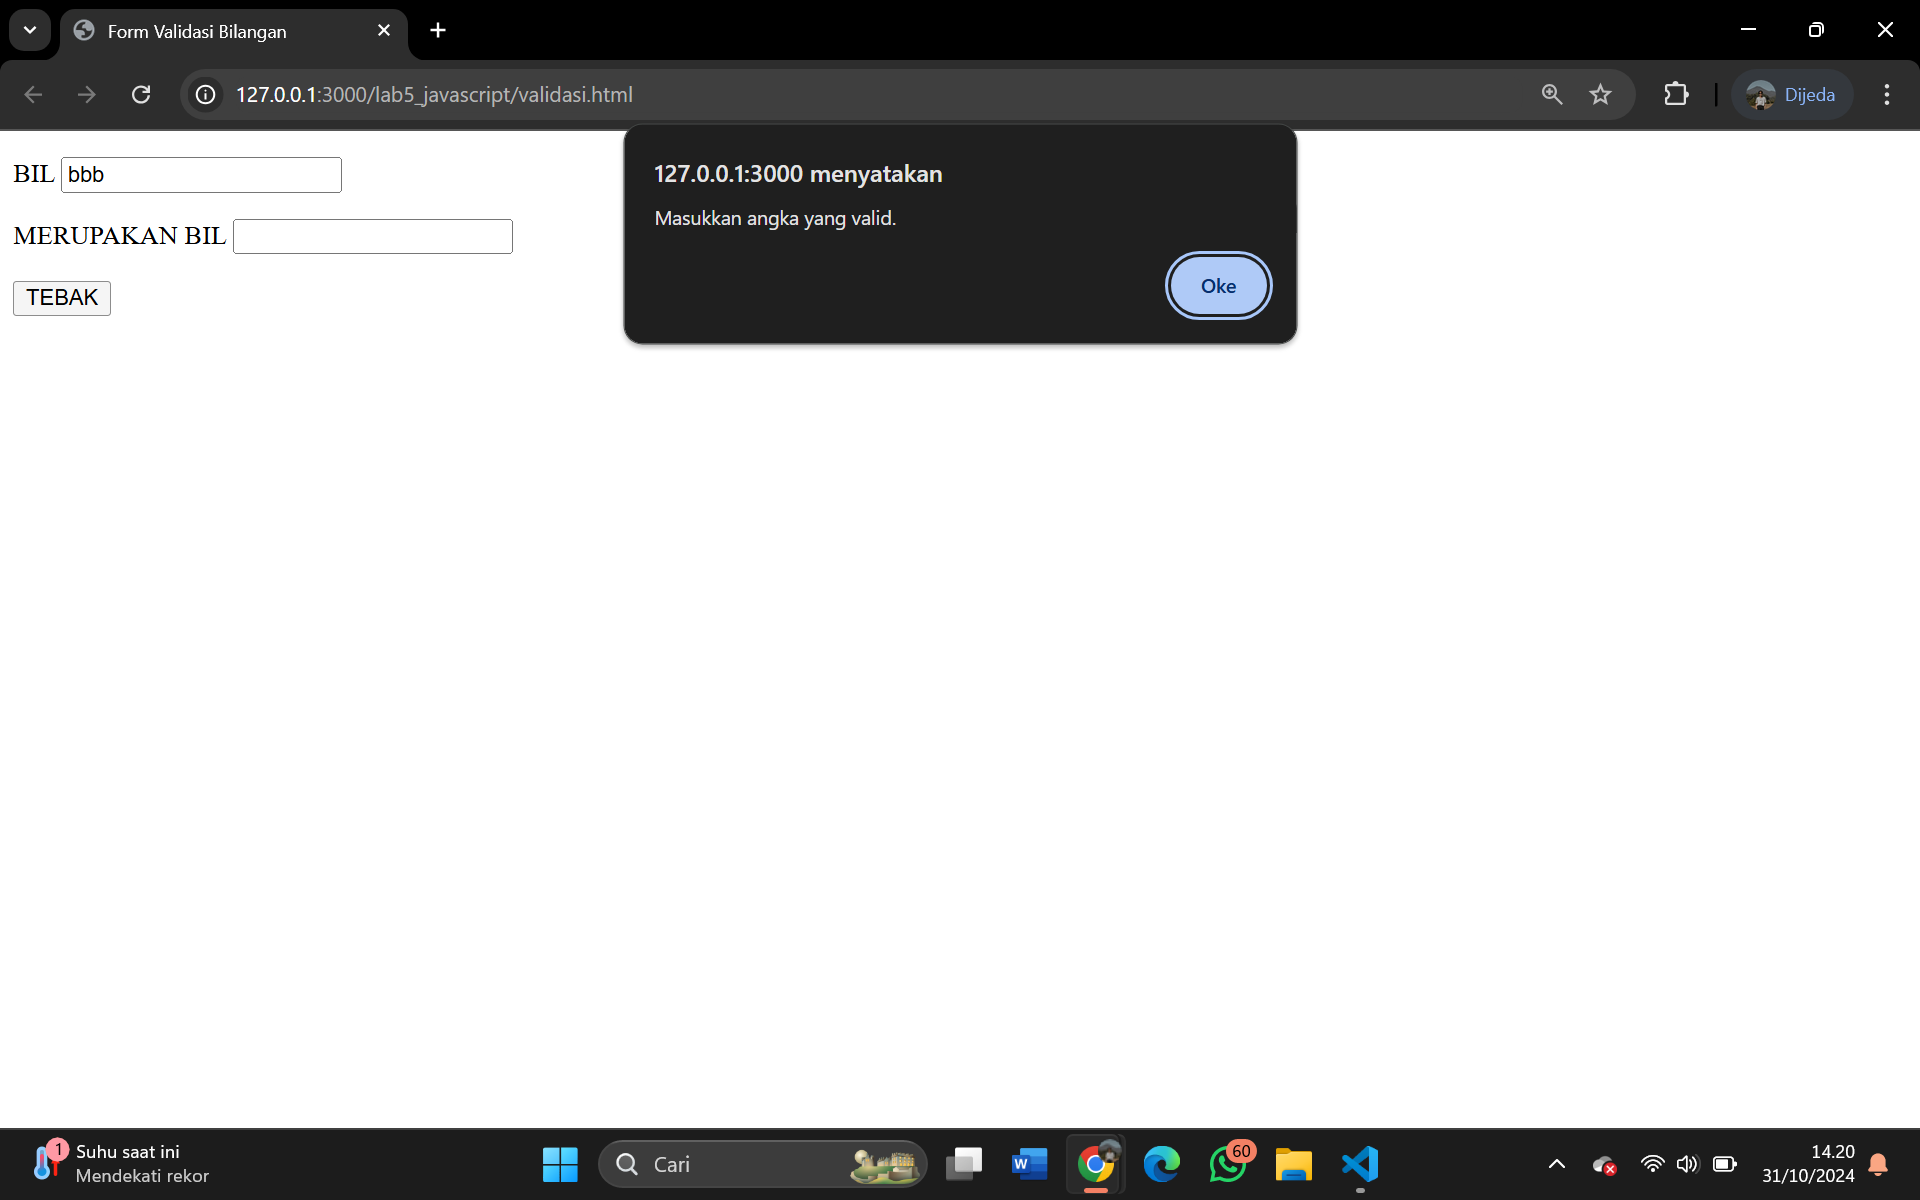 Form Validasi Bilangan
127.0.0.1:3000/lab5_javascript/validasi.html
Dijeda
127.0.0.1:3000 menyatakan
Masukkan angka yang valid.
Oke
BIL bbb
MERUPAKAN BIL
TEBAK
1
Suhu saat ini
Mendekati rekor
Cari
W
60
14.20
31/10/2024